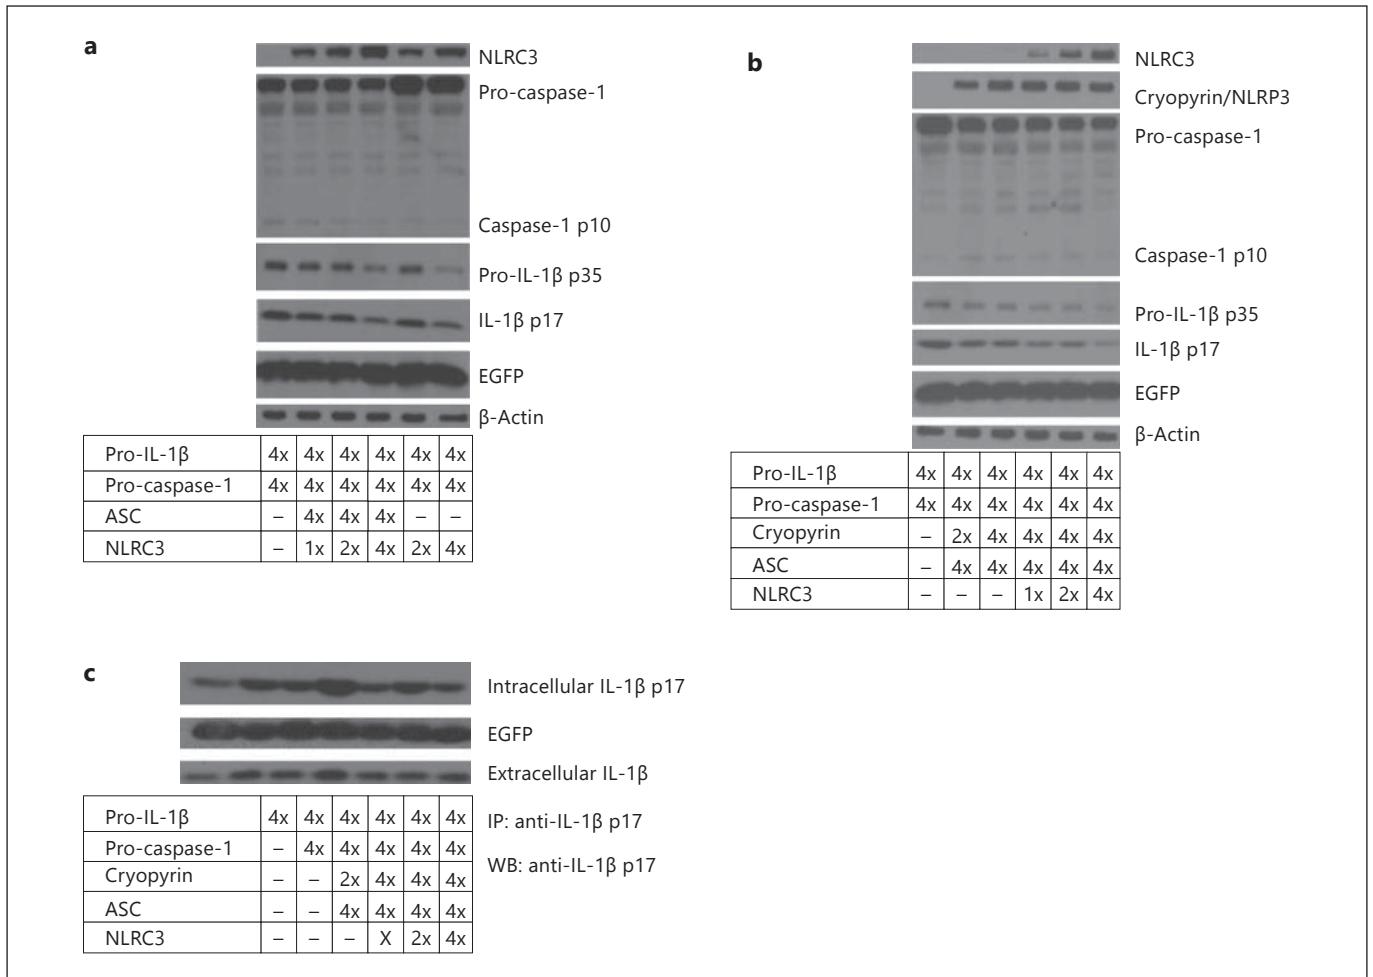 a
NLRC3
Pro-caspase-1
Caspase-1 p10
Pro-IL-1β p35
IL-1β p17
EGFP
β-Actin
Pro-IL-1β 4x 4x 4x 4x 4x 4x
Pro-caspase-1 4x 4x 4x 4x 4x 4x
ASC – 4x 4x 4x – –
NLRC3 – 1x 2x 4x 2x 4x
b
NLRC3
Cryopyrin/NLRP3
Pro-caspase-1
Caspase-1 p10
Pro-IL-1β p35
IL-1β p17
EGFP
β-Actin
Pro-IL-1β 4x 4x 4x 4x 4x 4x
Pro-caspase-1 4x 4x 4x 4x 4x 4x
Cryopyrin – 2x 4x 4x 4x 4x
ASC – 4x 4x 4x 4x 4x
NLRC3 – – – 1x 2x 4x
c
Intracellular IL-1β p17
EGFP
Extracellular IL-1β
Pro-IL-1β 4x 4x 4x 4x 4x 4x
Pro-caspase-1 – 4x 4x 4x 4x 4x
Cryopyrin – – 2x 4x 4x 4x
ASC – – 4x 4x 4x 4x
NLRC3 – – – X 2x 4x
IP: anti-IL-1β p17
WB: anti-IL-1β p17